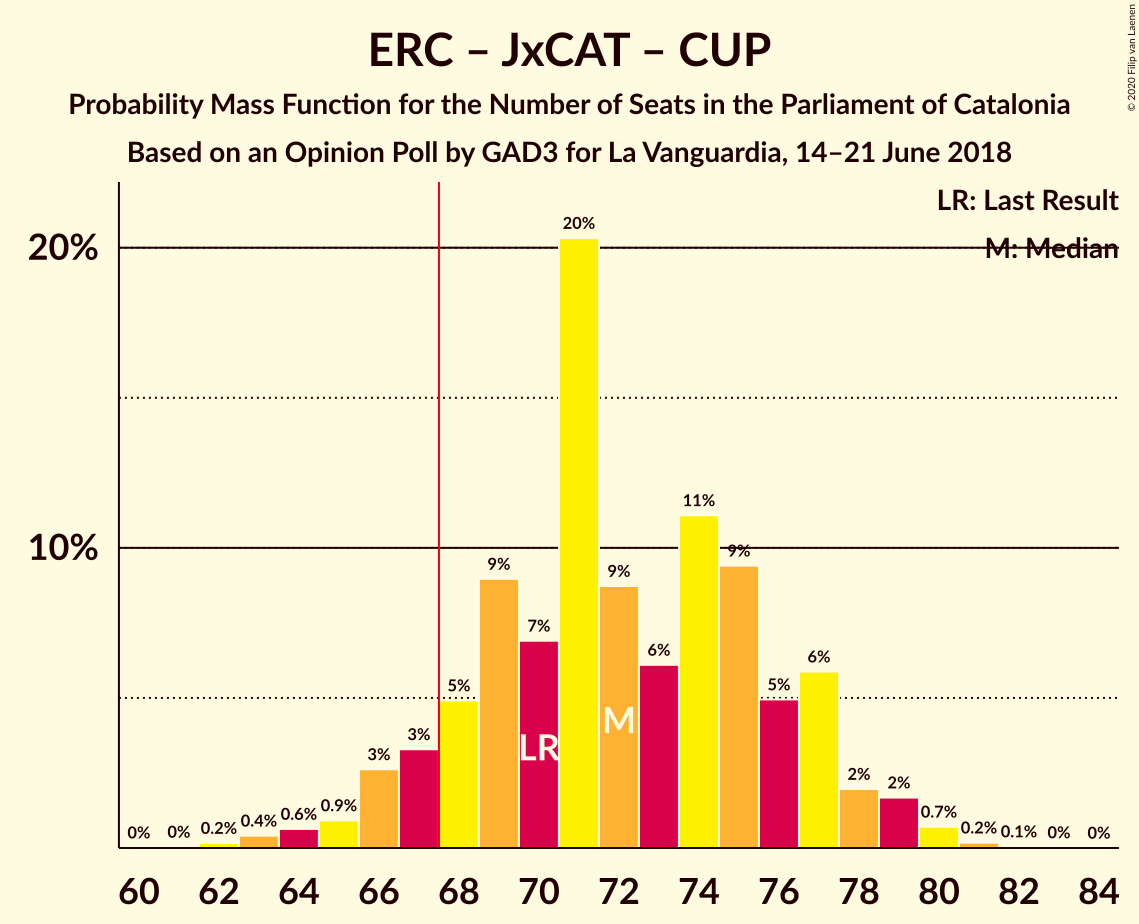 ERC – JxCAT – CUP
Probability Mass Function for the Number of Seats in the Parliament of Catalonia
Based on an Opinion Poll by GAD3 for La Vanguardia, 14–21 June 2018
© 2020 Filip van Laenen
LR: Last Result
M: Median
20%
10%
0% 0% 0.2% 0.4% 0.6% 0.9% 3% 3% 5% 9% 7% 20% 9% 6% 11% 9% 5% 6% 2% 2% 0.7% 0.2% 0.1% 0% 0%
LR M
60 62 64 66 68 70 72 74 76 78 80 82 84